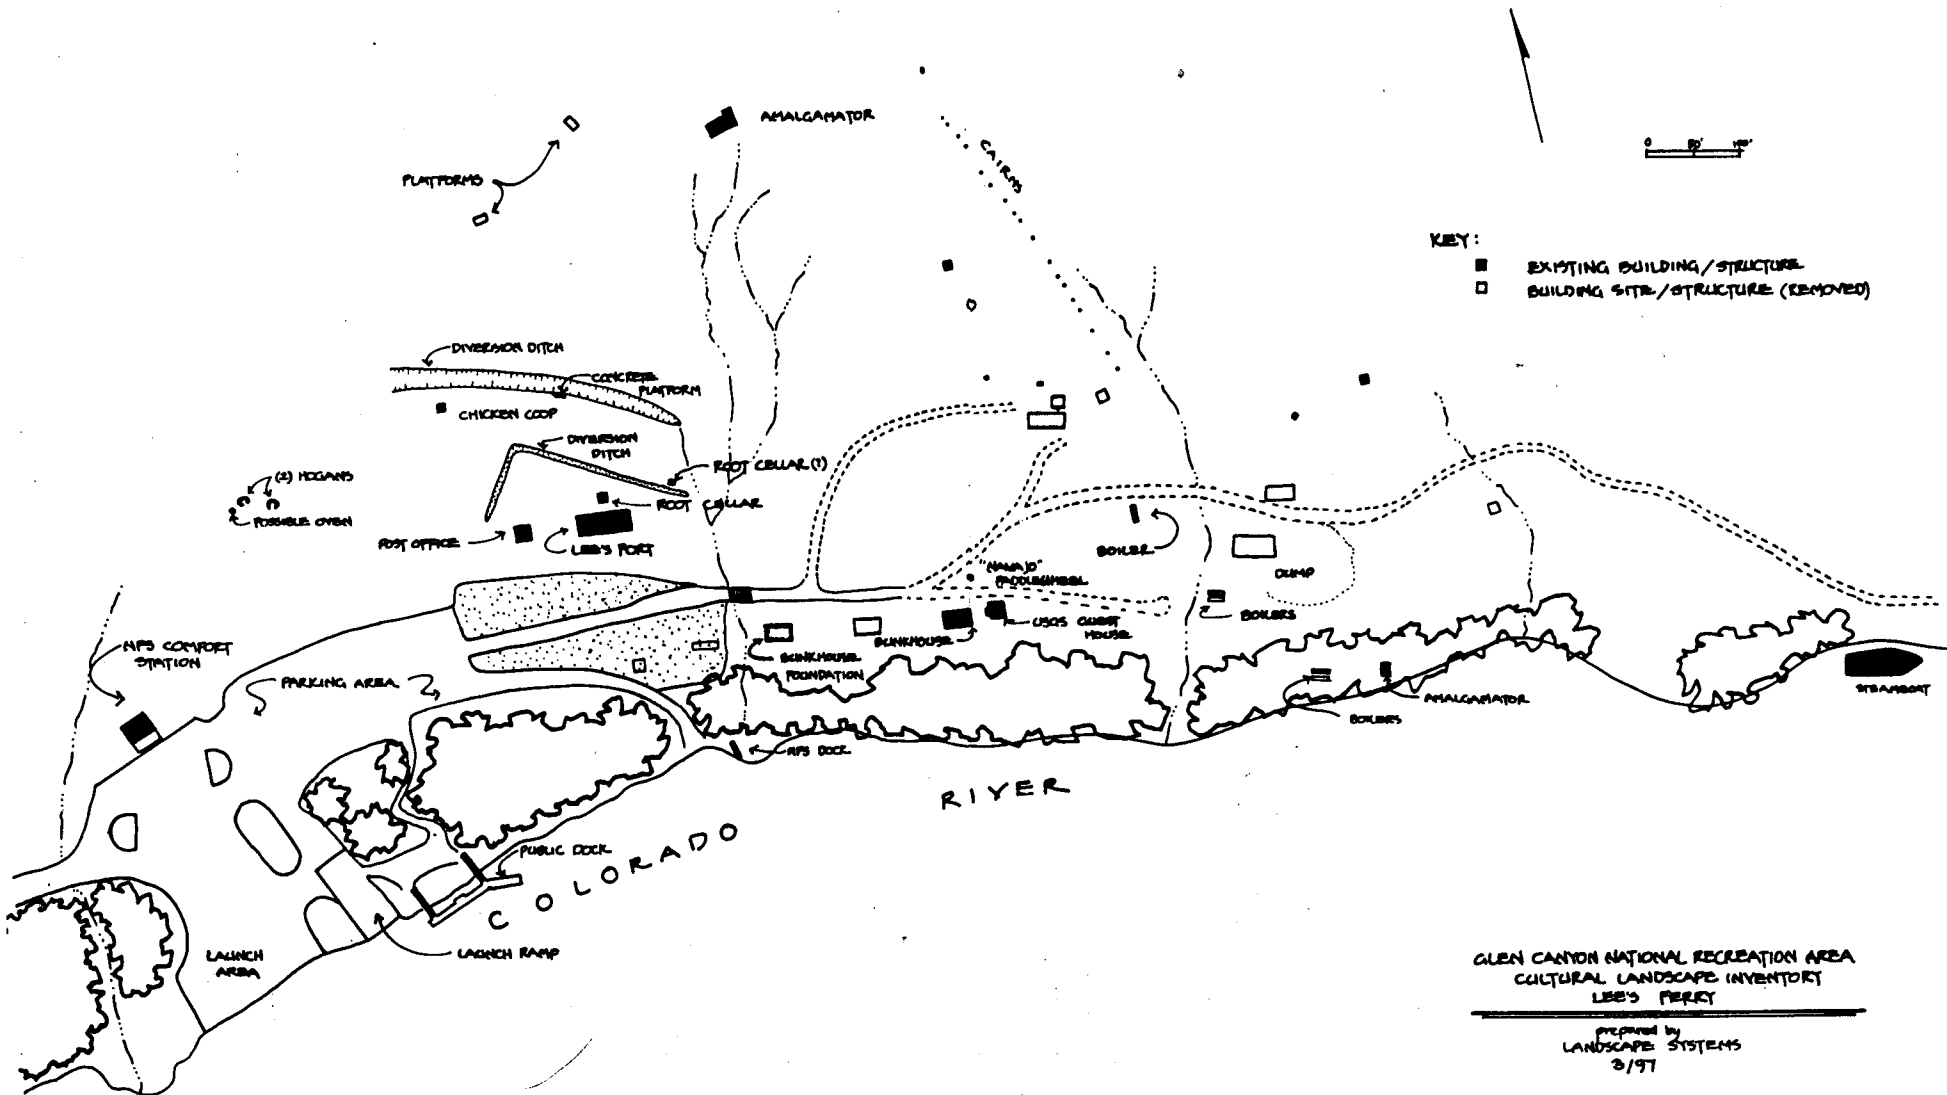 AMALGAMATOR
0 50' 100'
CAIRNS
PLATFORMS
KEY:
EXISTING BUILDING/STRUCTURE
BUILDING SITE/STRUCTURE (REMOVED)
DIVERSION DITCH
CONCRETE
PLATFORM
CHICKEN COOP
DIVERSION
DITCH
ROOT CELLAR (?)
(2) HOGANS
ROOT CELLAR
POSSIBLE OVEN
POST OFFICE
LEE'S FORT
BOILER
"NAVAJO"
PADDLEWHEEL
DUMP
BOILERS
USGS GUEST
HOUSE
BUNKHOUSE
NPS COMFORT
STATION
BUNKHOUSE
FOUNDATION
PARKING AREA
STEAMBOAT
AMALGAMATOR
BOILERS
NPS DOCK
RIVER
COLORADO
PUBLIC DOCK
LAUNCH RAMP
LAUNCH
AREA
GLEN CANYON NATIONAL RECREATION AREA
CULTURAL LANDSCAPE INVENTORY
LEE'S FERRY
prepared by
LANDSCAPE SYSTEMS
3/97